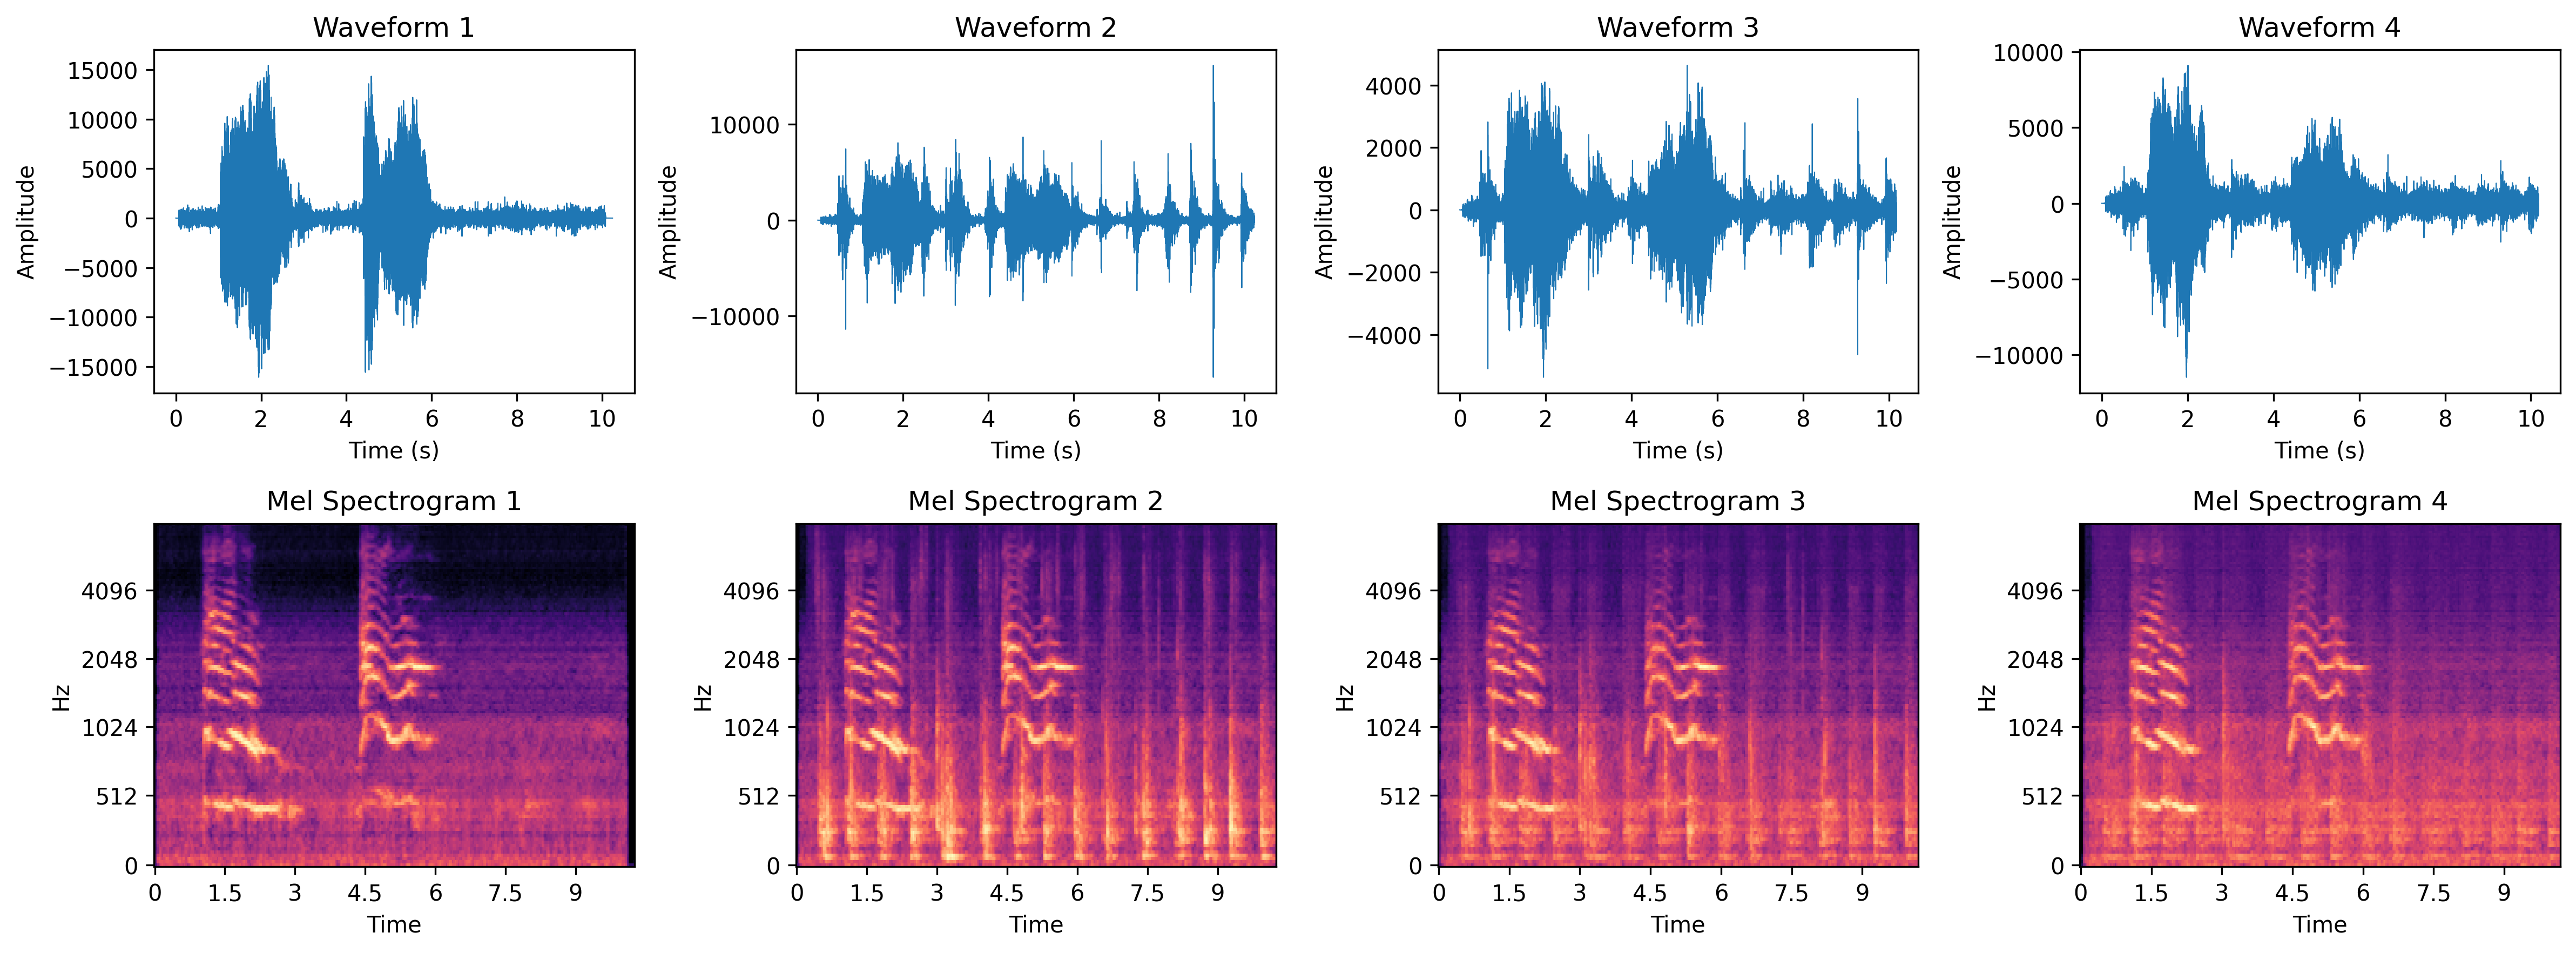 Waveform 1
Waveform 2
Waveform 3
Waveform 4
15000
10000
5000
0
−5000
−10000
−15000
Amplitude
0 2 4 6 8 10
Time (s)
10000
0
−10000
Amplitude
0 2 4 6 8 10
Time (s)
4000
2000
0
−2000
−4000
Amplitude
0 2 4 6 8 10
Time (s)
10000
5000
0
−5000
−10000
Amplitude
0 2 4 6 8 10
Time (s)
Mel Spectrogram 1
Mel Spectrogram 2
Mel Spectrogram 3
Mel Spectrogram 4
4096
2048
1024
512
0
Hz
0 1.5 3 4.5 6 7.5 9
Time
4096
2048
1024
512
0
Hz
0 1.5 3 4.5 6 7.5 9
Time
4096
2048
1024
512
0
Hz
0 1.5 3 4.5 6 7.5 9
Time
4096
2048
1024
512
0
Hz
0 1.5 3 4.5 6 7.5 9
Time